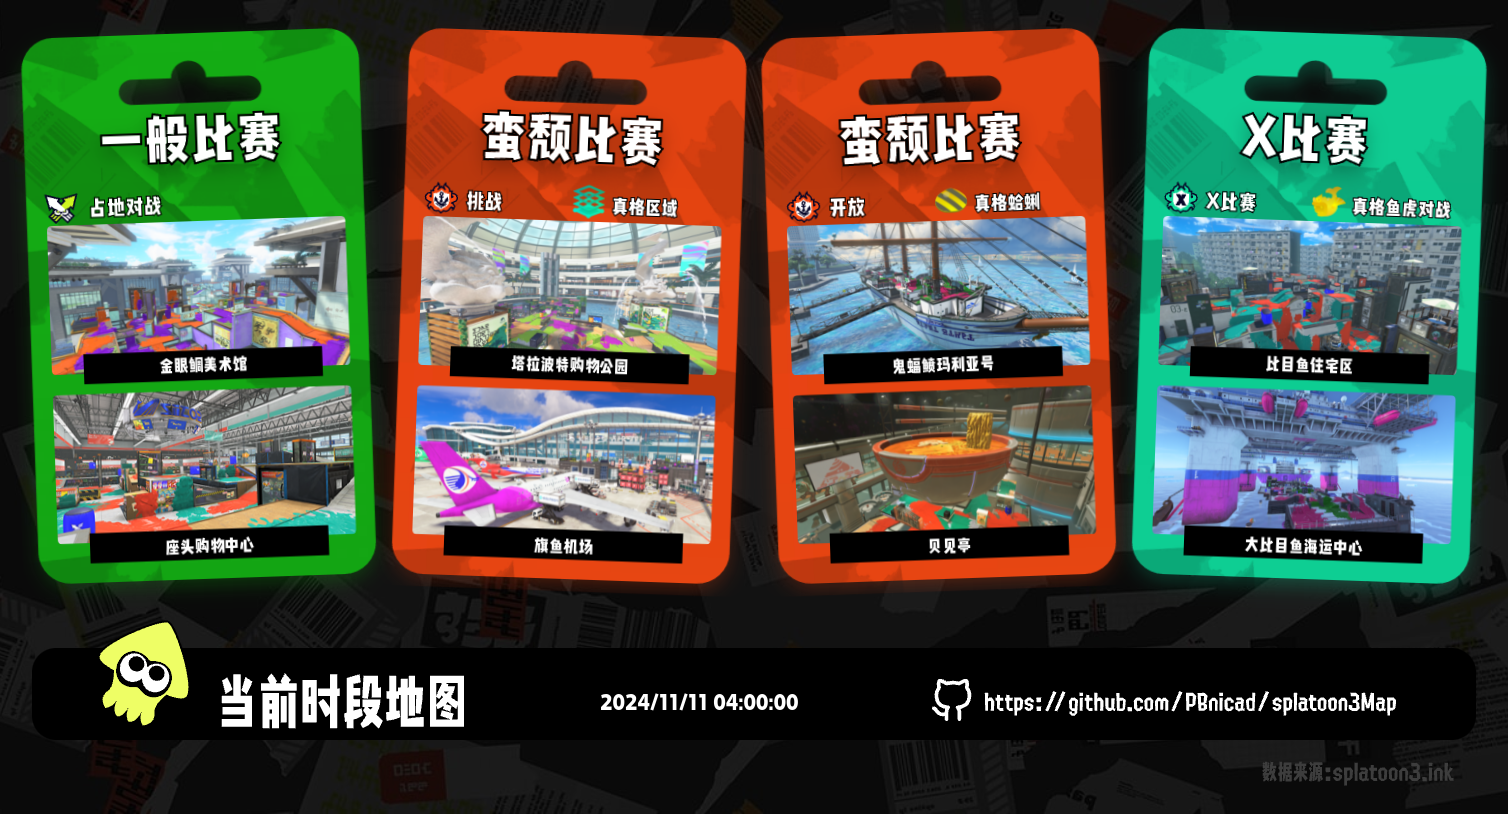 一般比赛
占地对战
金眼鲷美术馆
座头购物中心
蛮颓比赛
挑战
真格区域
塔拉波特购物公园
旗鱼机场
蛮颓比赛
开放
真格蛤蜊
鬼蝠鲼玛利亚号
贝见亭
X比赛
X比赛
真格鱼虎对战
比目鱼住宅区
大比目鱼海运中心
当前时段地图
2024/11/11 04:00:00
https://github.com/PBnicad/splatoon3Map
数据来源:splatoon3.ink